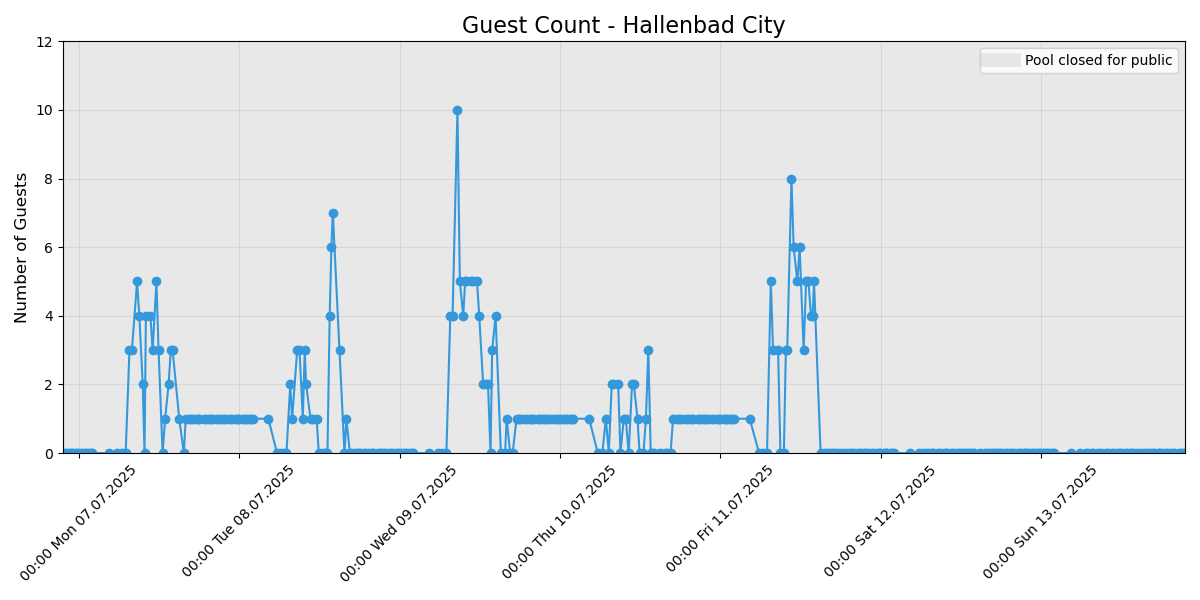 Guest Count - Hallenbad City
Pool closed for public
Number of Guests
12
10
8
6
4
2
0
00:00 Mon 07.07.2025
00:00 Tue 08.07.2025
00:00 Wed 09.07.2025
00:00 Thu 10.07.2025
00:00 Fri 11.07.2025
00:00 Sat 12.07.2025
00:00 Sun 13.07.2025